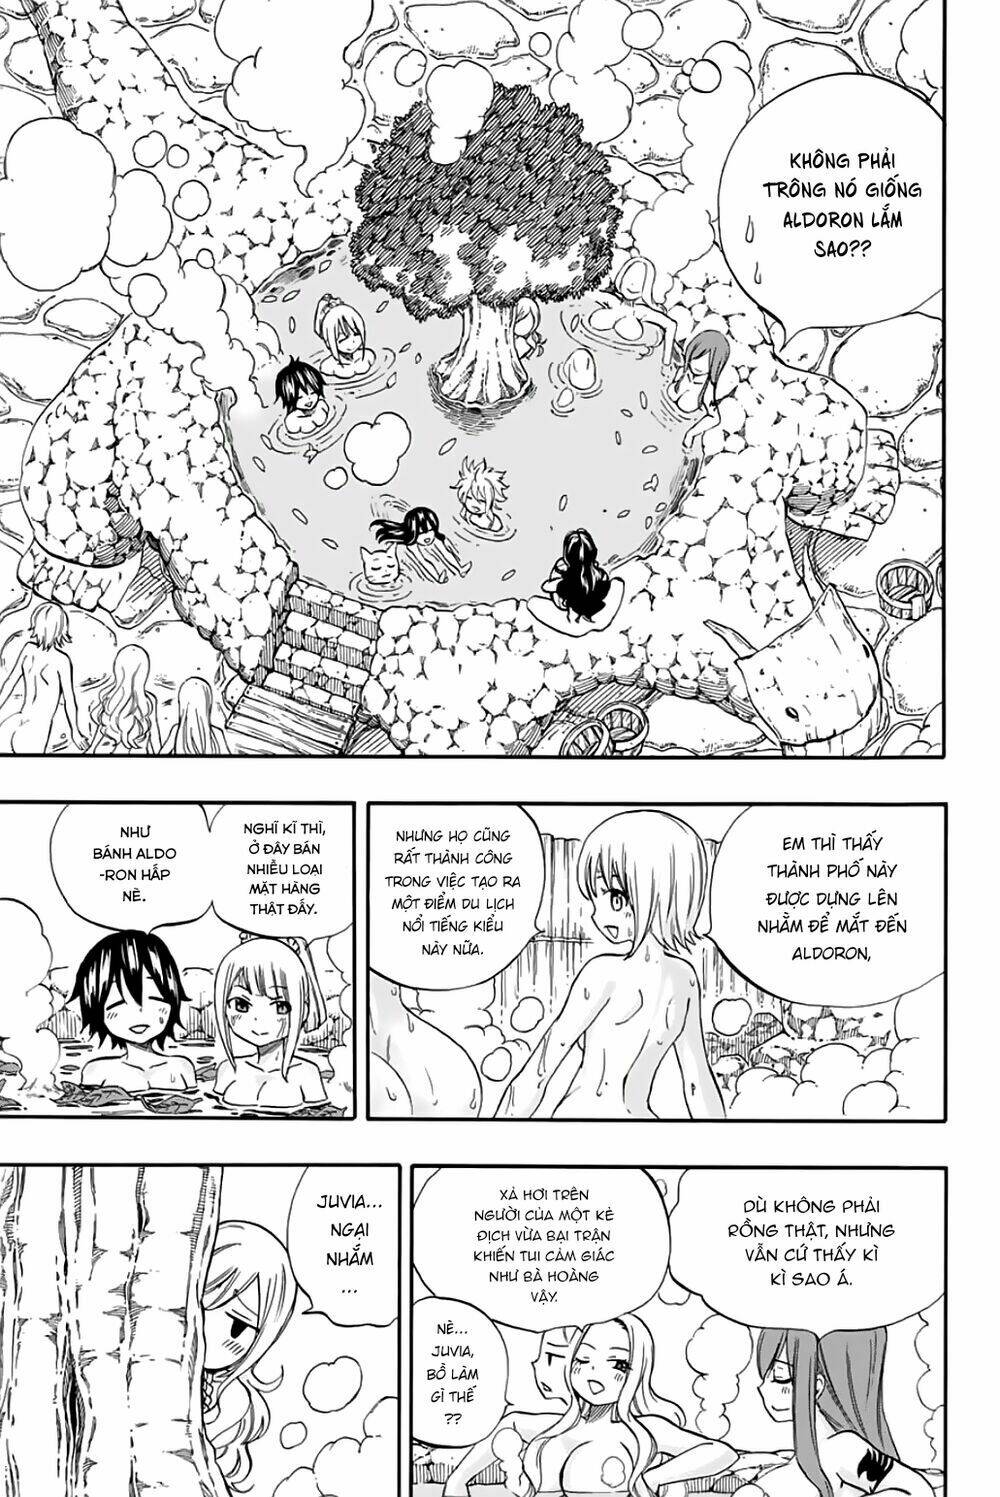 KHÔNG PHẢI
TRÔNG NÓ GIỐNG
ALDORON LẮM
SAO??
EM THÌ THẤY
THÀNH PHỐ NÀY
ĐƯỢC DỰNG LÊN
NHẰM ĐỂ MẮT ĐẾN
ALDORON,
NHƯNG HỌ CŨNG
RẤT THÀNH CÔNG
TRONG VIỆC TẠO RA
MỘT ĐIỂM DU LỊCH
NỔI TIẾNG KIỂU
NÀY NỮA.
NGHĨ KĨ THÌ,
Ở ĐÂY BÁN
NHIỀU LOẠI
MẶT HÀNG
THẬT ĐẤY.
NHƯ
BÁNH ALDO
-RON HẤP
NÈ.
DÙ KHÔNG PHẢI
RỒNG THẬT, NHƯNG
VẪN CỨ THẤY KÌ
KÌ SAO Á.
XẢ HƠI TRÊN
NGƯỜI CỦA MỘT KẺ
ĐỊCH VỪA BẠI TRẬN
KHIẾN TUI CẢM GIÁC
NHƯ BÀ HOÀNG
VẬY.
NÈ...
JUVIA,
BỒ LÀM
GÌ THẾ
??
JUVIA...
NGẠI
NHẮM
...